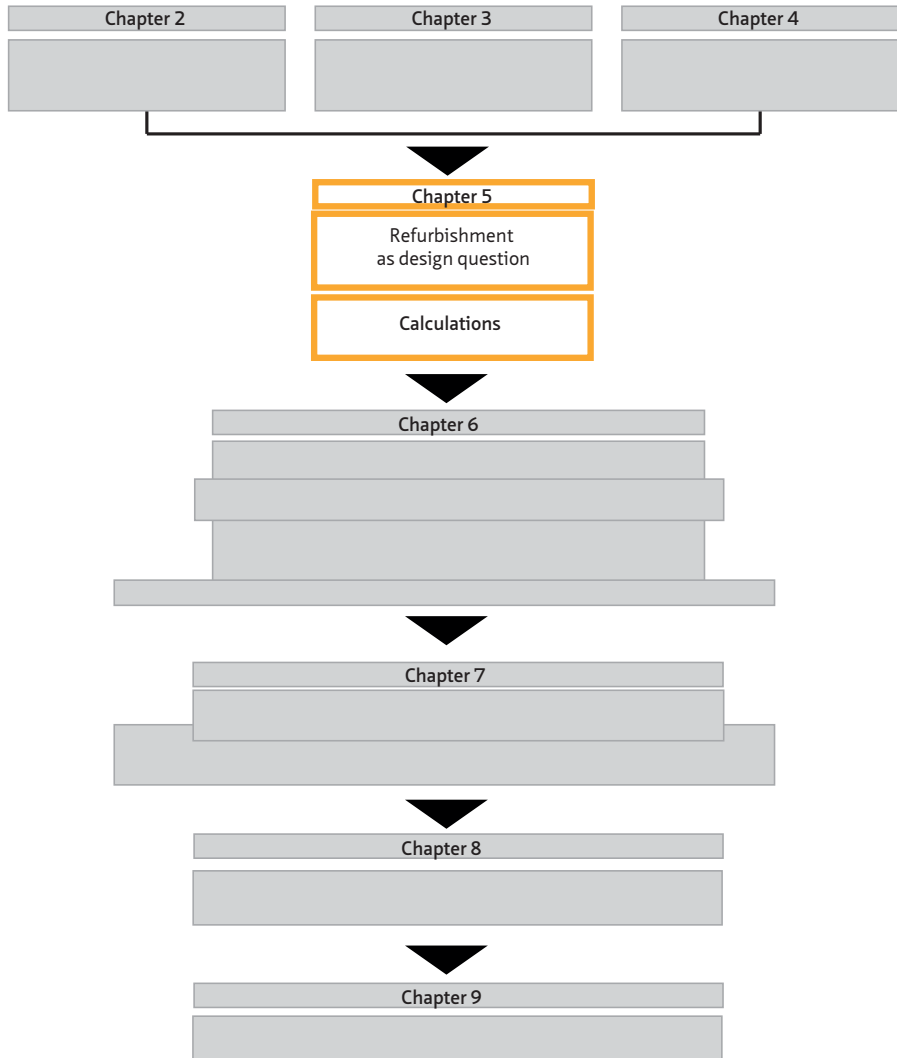 Chapter 2
Chapter 3
Chapter 4
Chapter 5
Refurbishment
as design question
Calculations
Chapter 6
Chapter 7
Chapter 8
Chapter 9